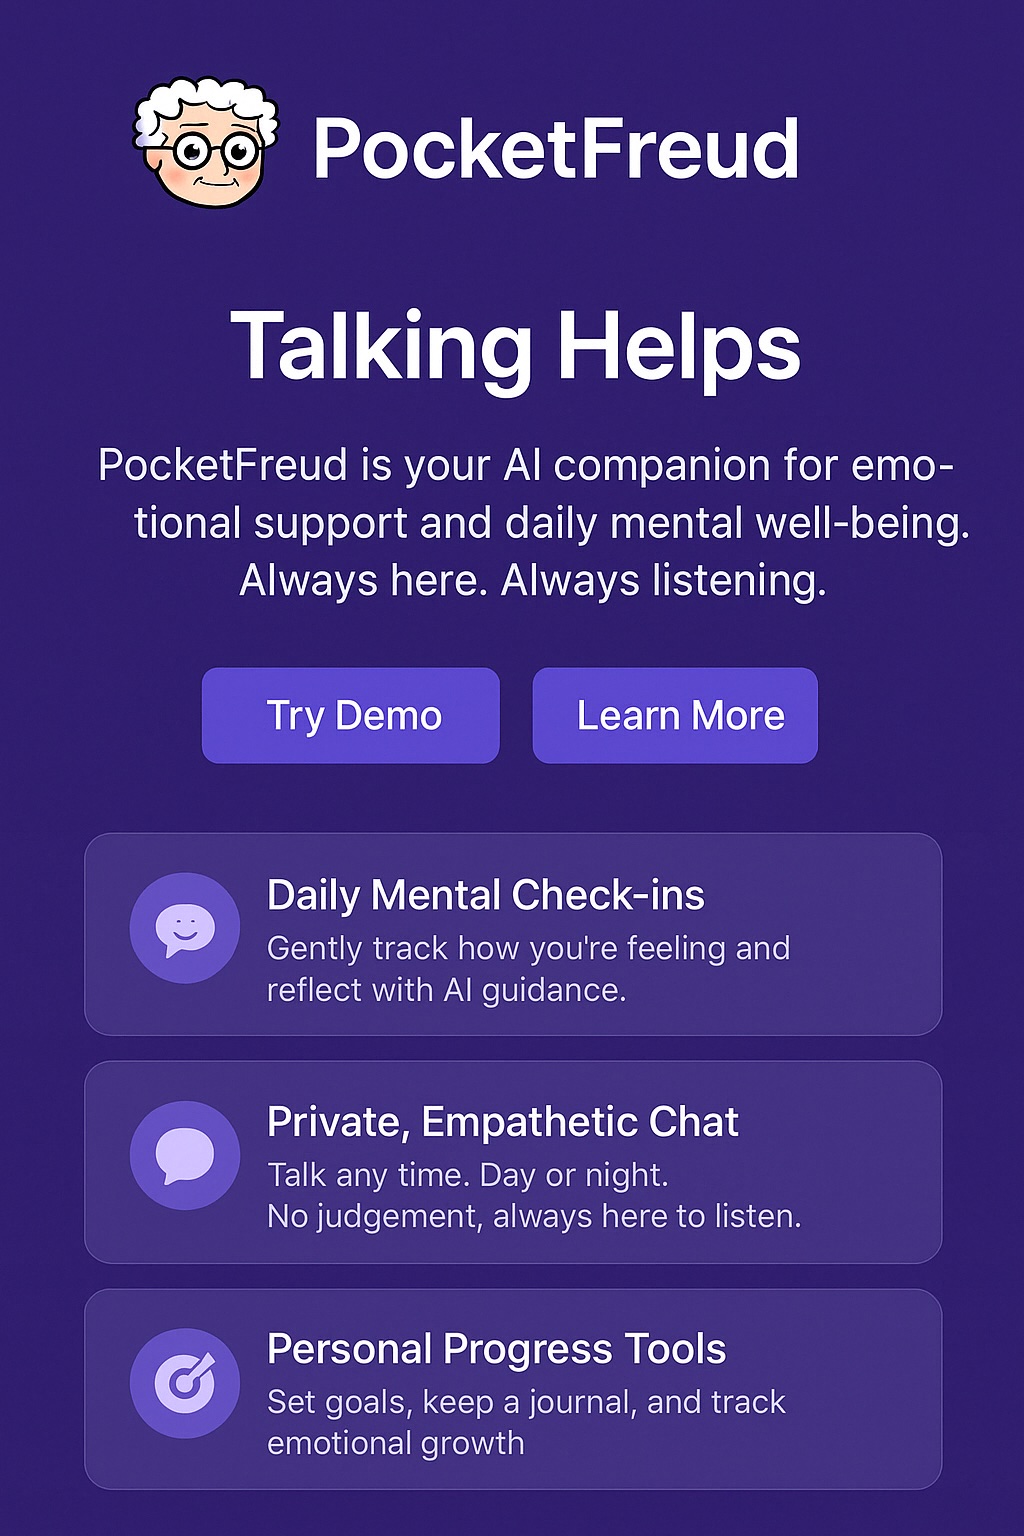 PocketFreud
Talking Helps
PocketFreud is your AI companion for emo-
tional support and daily mental well-being.
Always here. Always listening.
Try Demo
Learn More
Daily Mental Check-ins
Gently track how you're feeling and
reflect with AI guidance.
Private, Empathetic Chat
Talk any time. Day or night.
No judgement, always here to listen.
Personal Progress Tools
Set goals, keep a journal, and track
emotional growth